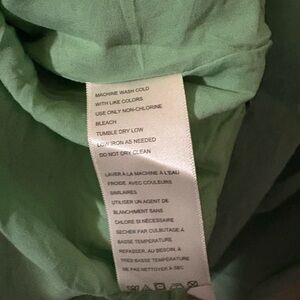 MACHINE WASH COLD
WITH LIKE COLORS
USE ONLY NON-CHLORINE
BLEACH
TUMBLE DRY LOW
LOW IRON AS NEEDED
DO NOT DRY CLEAN
LAVER À LA MACHINE À L'EAU
FROIDE AVEC COULEURS
SIMILAIRES
UTILISER UN AGENT DE
BLANCHIMENT SANS
CHLORE SI NÉCESSAIRE
SÉCHER PAR CULBUTAGE À
BASSE TEMPÉRATURE
REPASSER, AU BESOIN, À
TRÈS BASSE TEMPÉRATURE
NE PAS NETTOYER À SEC